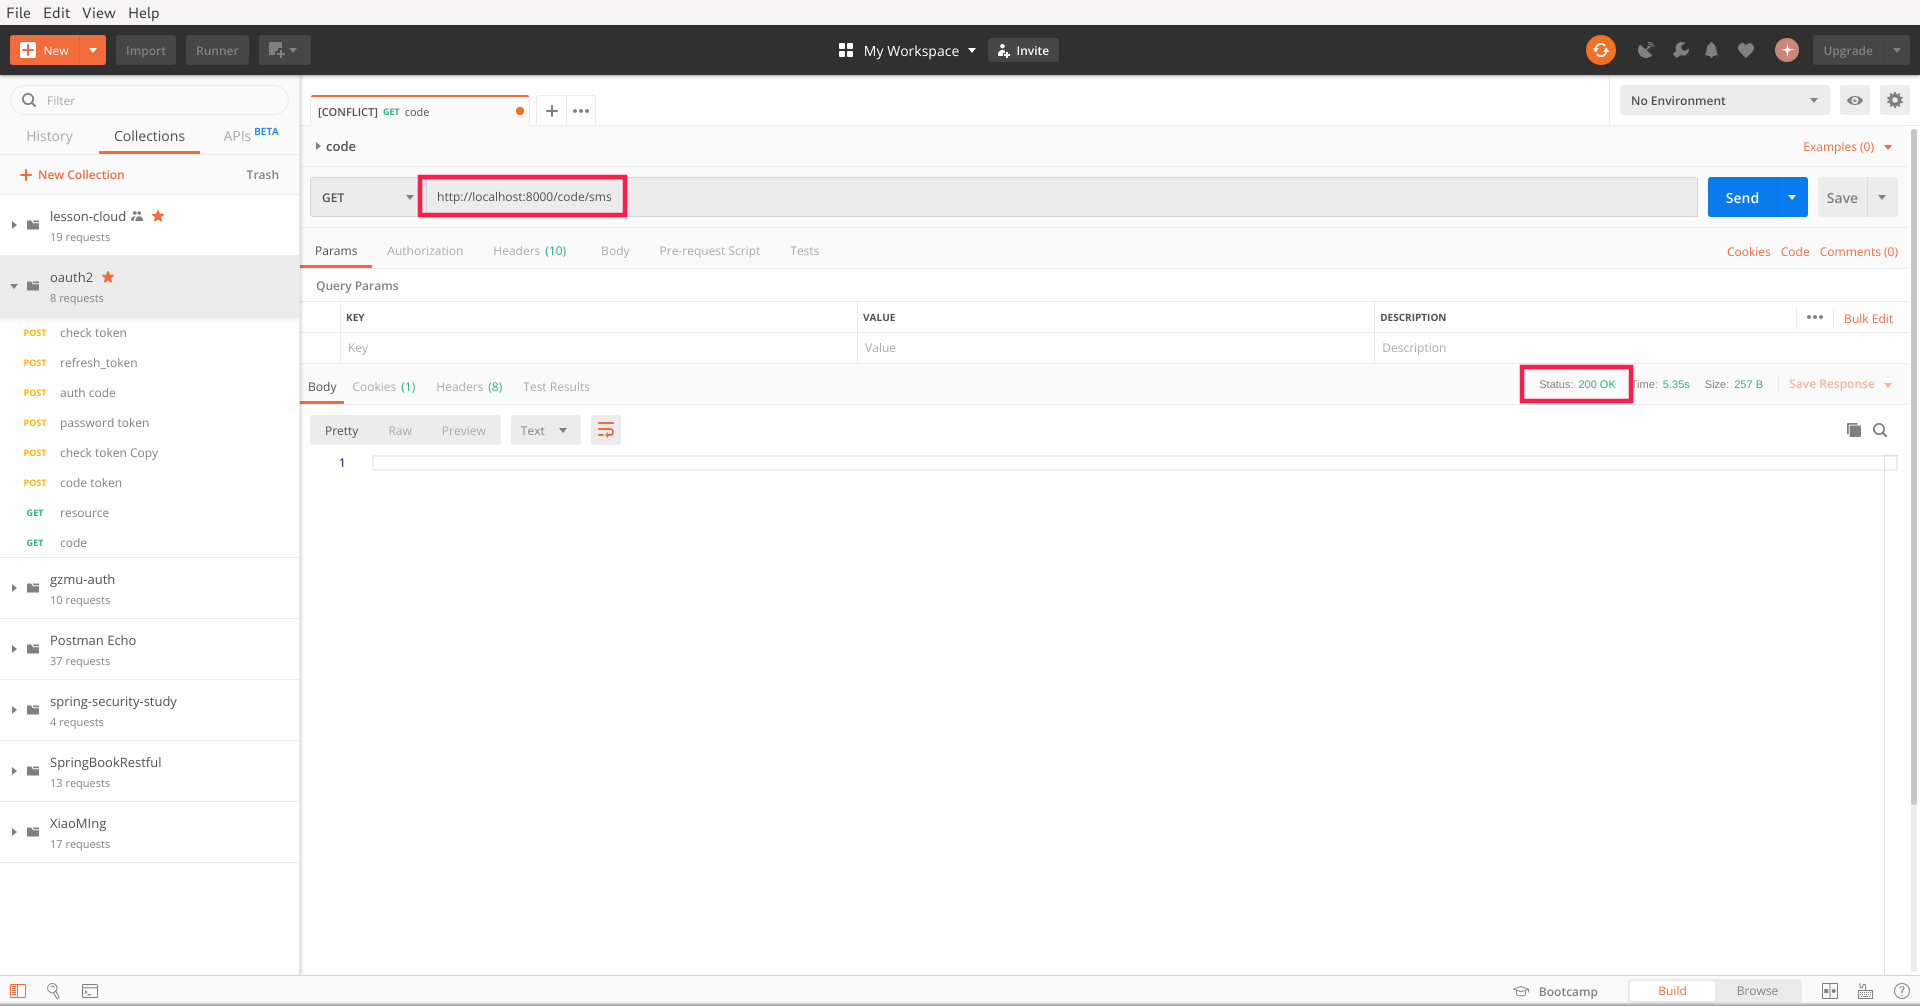 File Edit View Help
New Import Runner My Workspace Invite Upgrade
Filter
History Collections APIs BETA
New Collection Trash
lesson-cloud
19 requests
oauth2
8 requests
POST check token
POST refresh_token
POST auth code
POST password token
POST check token Copy
POST code token
GET resource
GET code
gzmu-auth
10 requests
Postman Echo
37 requests
spring-security-study
4 requests
SpringBookRestful
13 requests
XiaoMIng
17 requests
[CONFLICT] GET code
No Environment
code
Examples (0)
GET http://localhost:8000/code/sms Send Save
Params Authorization Headers (10) Body Pre-request Script Tests Cookies Code Comments (0)
Query Params
KEY VALUE DESCRIPTION Bulk Edit
Key Value Description
Body Cookies (1) Headers (8) Test Results Status: 200 OK Time: 5.35s Size: 257 B Save Response
Pretty Raw Preview Text
1
Bootcamp Build Browse